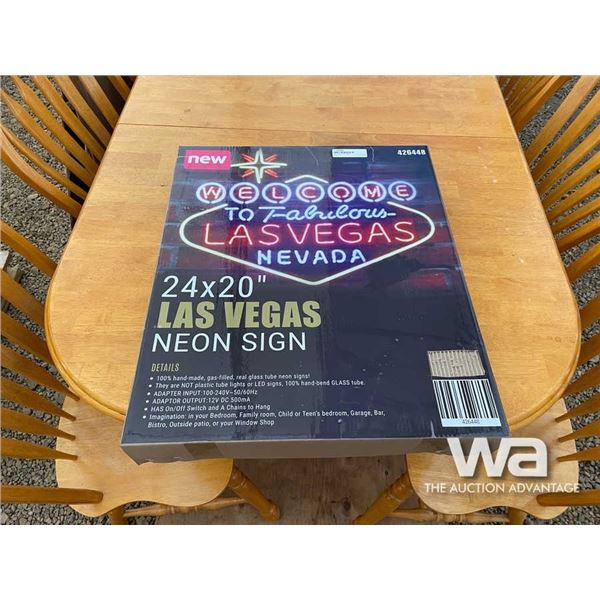 new
426448
WELCOME
TO Fabulous
LAS VEGAS
NEVADA
24x20"
LAS VEGAS
NEON SIGN
DETAILS
• 100% hand-made, gas-filled, real glass tube neon signs!
• They are NOT plastic tube lights or LED signs, 100% hand-bend GLASS tube.
• ADAPTER INPUT:100-240V~50/60Hz
• ADAPTOR OUTPUT:12V DC 500mA
• HAS On/Off Switch and A Chains to Hang
• Imagination: in your Bedroom, Family room, Child or Teen's bedroom, Garage, Bar,
Bistro, Outside patio, or your Window Shop
426448
wa
THE AUCTION ADVANTAGE